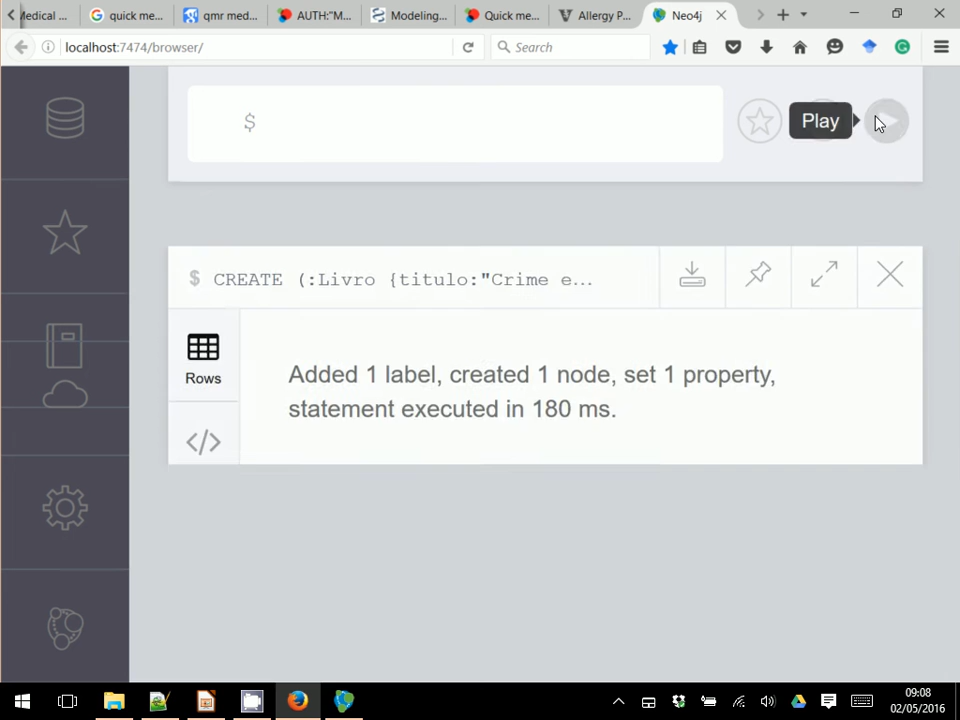 Medical ...
quick me...
qmr med...
AUTH:"M...
Modeling...
Quick me...
Allergy P...
Neo4j
localhost:7474/browser/
Search
$
Play
$ CREATE (:Livro {titulo:"Crime e...
Rows
Added 1 label, created 1 node, set 1 property,
statement executed in 180 ms.
09:08
02/05/2016